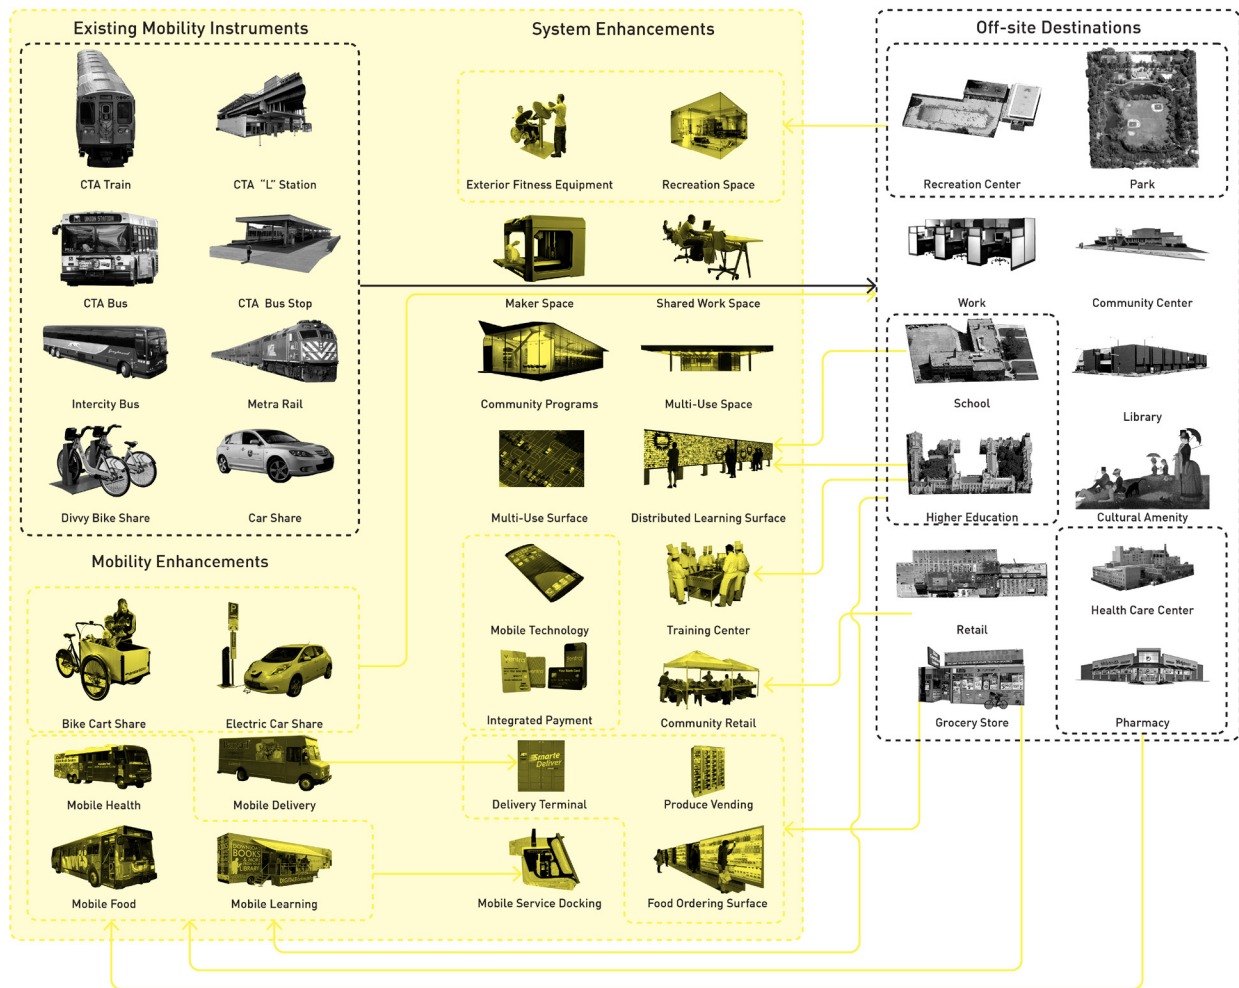 Existing Mobility Instruments
CTA Train
CTA “L” Station
CTA Bus
CTA Bus Stop
Intercity Bus
Metra Rail
Divvy Bike Share
Car Share
Mobility Enhancements
Bike Cart Share
Electric Car Share
Mobile Health
Mobile Delivery
Mobile Food
Mobile Learning
System Enhancements
Exterior Fitness Equipment
Recreation Space
Maker Space
Shared Work Space
Community Programs
Multi-Use Space
Multi-Use Surface
Distributed Learning Surface
Mobile Technology
Training Center
Integrated Payment
Community Retail
Smarte
Deliver
Delivery Terminal
Produce Vending
Mobile Service Docking
Food Ordering Surface
Off-site Destinations
Recreation Center
Park
Work
Community Center
School
Library
Higher Education
Cultural Amenity
Retail
Health Care Center
Grocery Store
Pharmacy